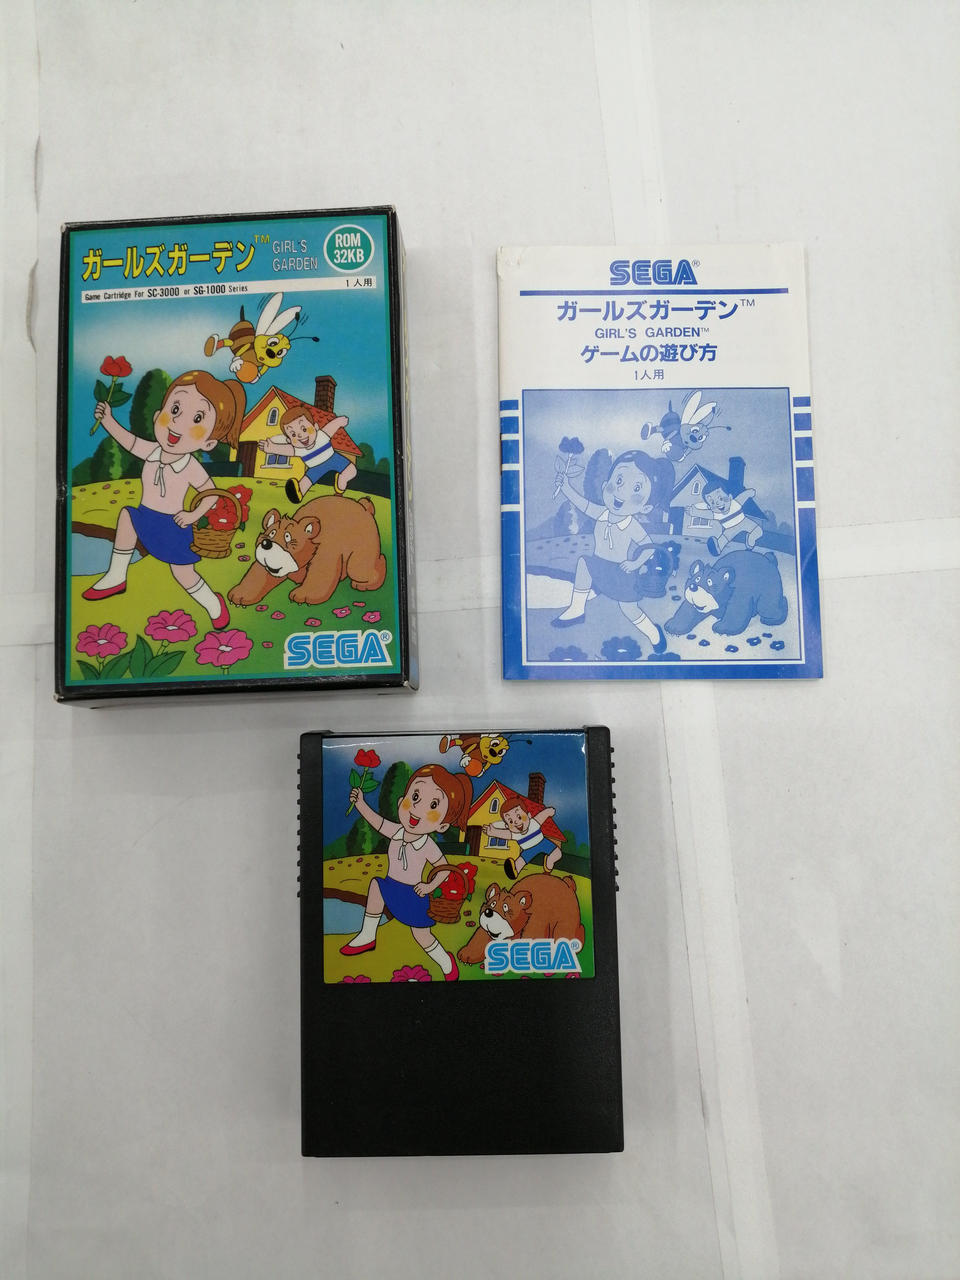 ガールズガーデン™
GIRL'S
GARDEN
ROM
32KB
Game Cartridge For SC-3000 or SG-1000 Series
1人用
SEGA®
SEGA®
ガールズガーデン™
GIRL'S GARDEN™
ゲームの遊び方
1人用
SEGA®